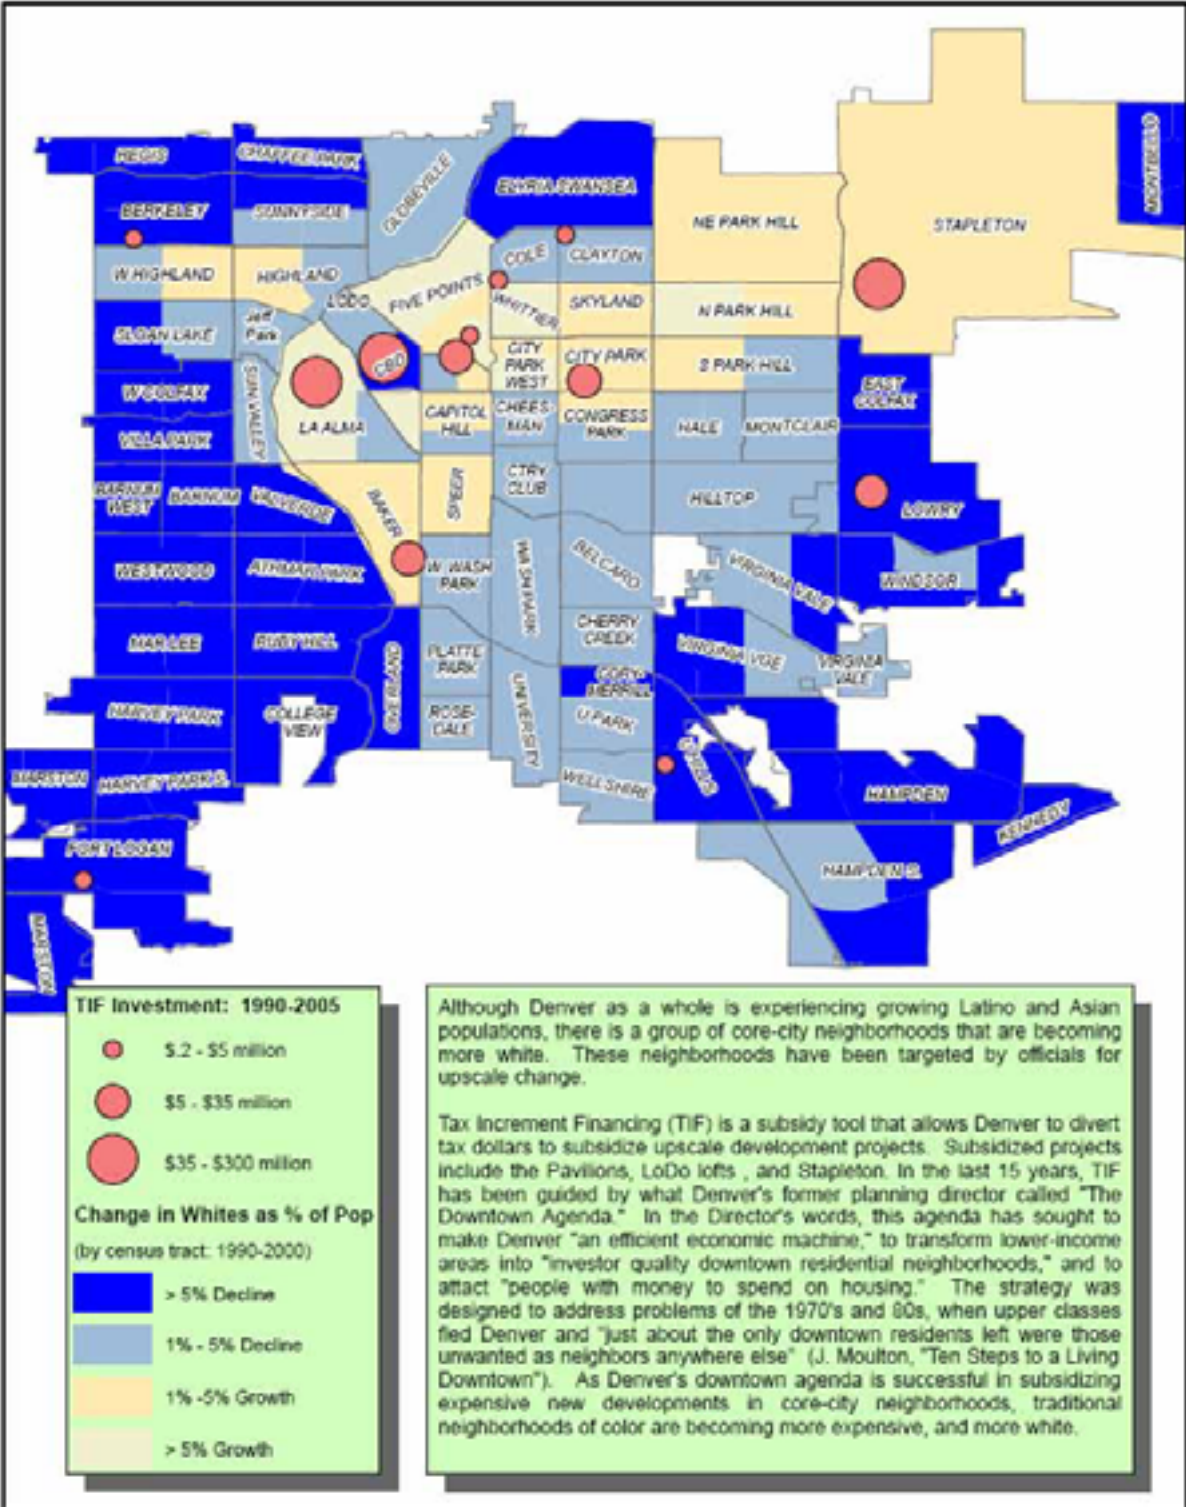 REGIS
CHAFFEE PARK
GLOBEVILLE
ELYRIA SWANSEA
MONTBELLO
BERKELEY
SUNNYSIDE
NE PARK HILL
STAPLETON
W HIGHLAND
HIGHLAND
LODO
FIVE POINTS
COLE
CLAYTON
WHITTIER
SKYLAND
N PARK HILL
SLOAN LAKE
Jeff
Park
CBD
CITY
PARK
WEST
CITY PARK
S PARK HILL
EAST
COLFAX
W COLFAX
SUN VALLEY
VILLA PARK
LA ALMA
CAPITOL
HILL
CHEES-
MAN
CONGRESS
PARK
HALE
MONTCLAIR
BARNUM
WEST
BARNUM
VALVERDE
BAKER
SPEER
CTRY
CLUB
HILLTOP
LOWRY
WESTWOOD
ATHMAR PARK
W. WASH
PARK
WASH PARK
BELCARO
VIRGINIA VALE
WINDSOR
MAR LEE
RUBY HILL
OVERLAND
PLATTE
PARK
CHERRY
CREEK
VIRGINIA VGE
VIRGINIA
VALE
CORY-
MERRILL
HARVEY PARK
COLLEGE
VIEW
ROSE-
DALE
UNIVERSITY
U PARK
WELLSHIRE
MARSTON
HARVEY PARK S.
HAMPDEN
KENNEDY
FORT LOGAN
HAMPDEN S.
MARSTON
TIF Investment: 1990-2005
$.2 - $5 million
$5 - $35 million
$35 - $300 million
Change in Whites as % of Pop
(by census tract: 1990-2000)
> 5% Decline
1% - 5% Decline
1% -5% Growth
> 5% Growth
Although Denver as a whole is experiencing growing Latino and Asian
populations, there is a group of core-city neighborhoods that are becoming
more white. These neighborhoods have been targeted by officials for
upscale change.
Tax Increment Financing (TIF) is a subsidy tool that allows Denver to divert
tax dollars to subsidize upscale development projects. Subsidized projects
include the Pavilions, LoDo lofts , and Stapleton. In the last 15 years, TIF
has been guided by what Denver's former planning director called "The
Downtown Agenda." In the Director's words, this agenda has sought to
make Denver "an efficient economic machine," to transform lower-income
areas into "investor quality downtown residential neighborhoods," and to
attact "people with money to spend on housing." The strategy was
designed to address problems of the 1970's and 80s, when upper classes
fled Denver and "just about the only downtown residents left were those
unwanted as neighbors anywhere else" (J. Moulton, "Ten Steps to a Living
Downtown"). As Denver's downtown agenda is successful in subsidizing
expensive new developments in core-city neighborhoods, traditional
neighborhoods of color are becoming more expensive, and more white.